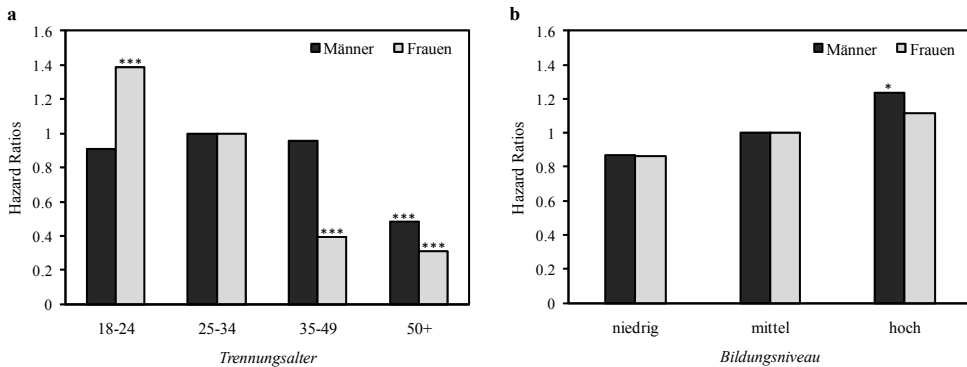 a
Hazard Ratios
1.6
1.4
1.2
1
0.8
0.6
0.4
0.2
0
Männer Frauen
***
***
***
***
18-24 25-34 35-49 50+
Trennungsalter
b
Hazard Ratios
1.6
1.4
1.2
1
0.8
0.6
0.4
0.2
0
Männer Frauen
*
niedrig mittel hoch
Bildungsniveau